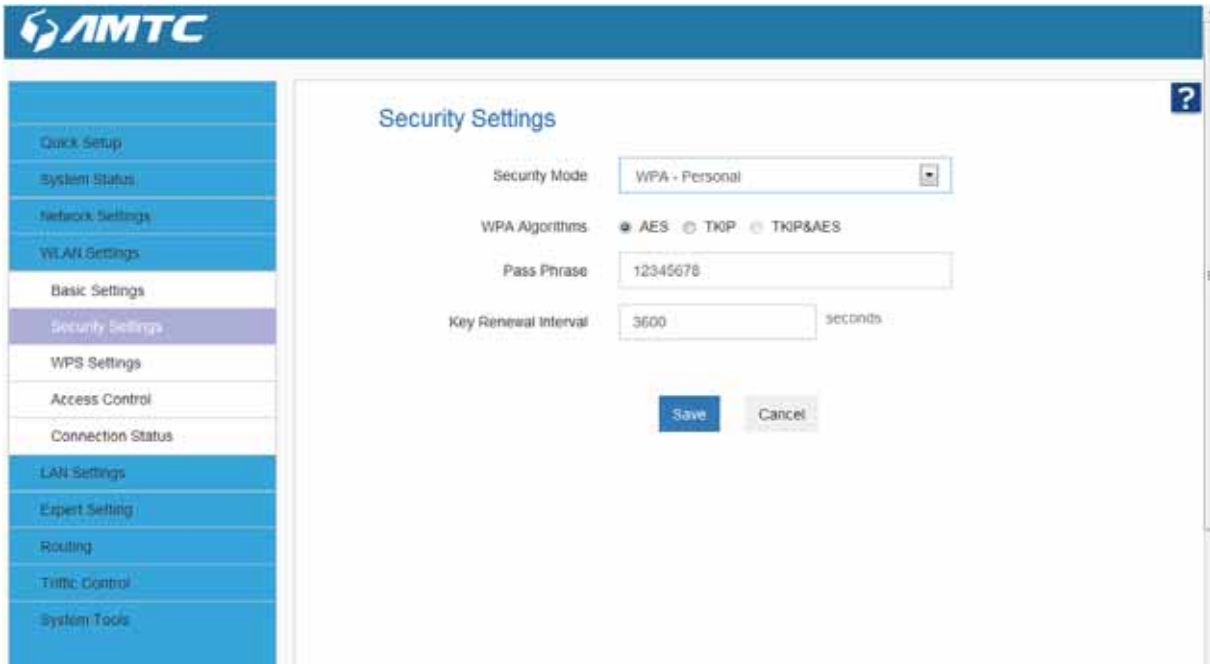 AMTC
?
Quick Setup
System Status
Network Settings
WLAN Settings
Basic Settings
Security Settings
WPS Settings
Access Control
Connection Status
LAN Settings
Expert Setting
Routing
Triffic Control
System Tools
Security Settings
Security Mode WPA - Personal
WPA Algorithms AES TKIP TKIP&AES
Pass Phrase 12345678
Key Renewal Interval 3600 seconds
Save Cancel